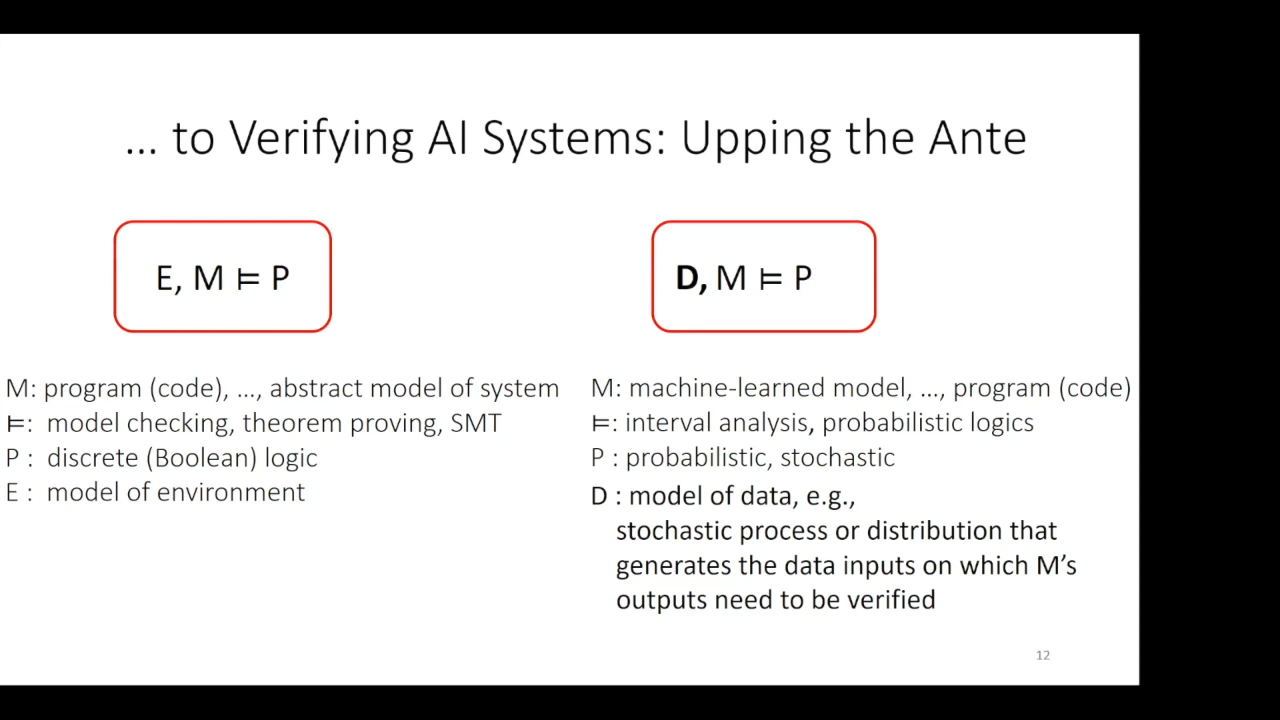 ... to Verifying AI Systems: Upping the Ante
E, M ⊨ P
D, M ⊨ P
M: program (code), ..., abstract model of system
⊨: model checking, theorem proving, SMT
P : discrete (Boolean) logic
E : model of environment
M: machine-learned model, ..., program (code)
⊨: interval analysis, probabilistic logics
P : probabilistic, stochastic
D : model of data, e.g.,
stochastic process or distribution that
generates the data inputs on which M’s
outputs need to be verified
12